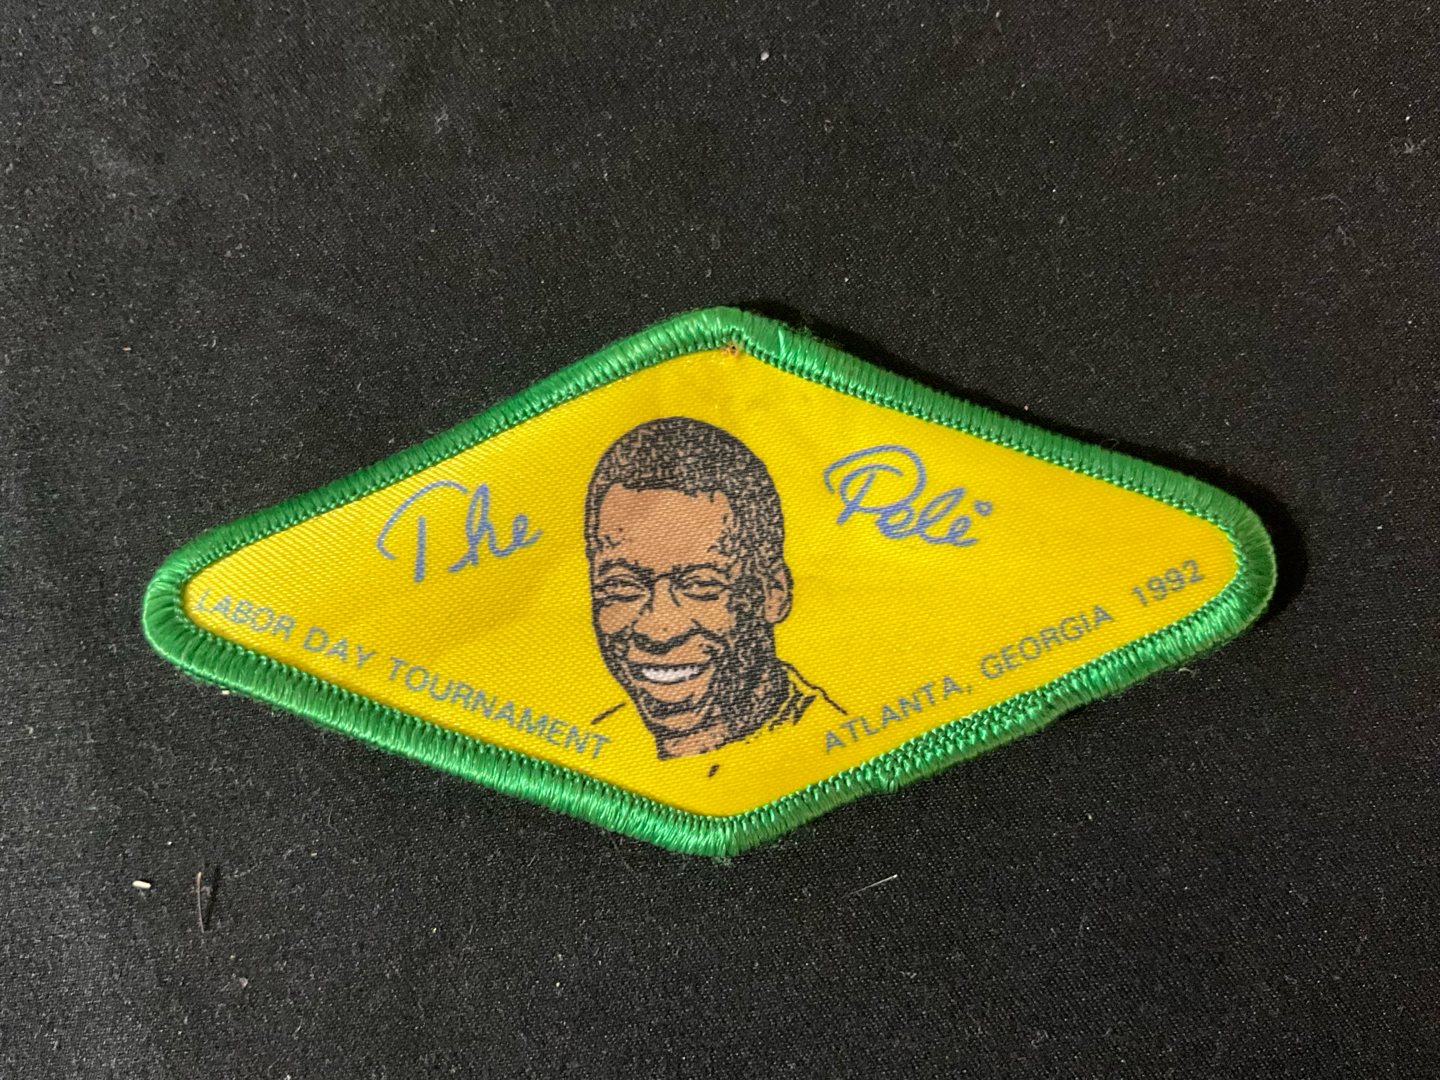 The Pelé
LABOR DAY TOURNAMENT
ATLANTA, GEORGIA 1992